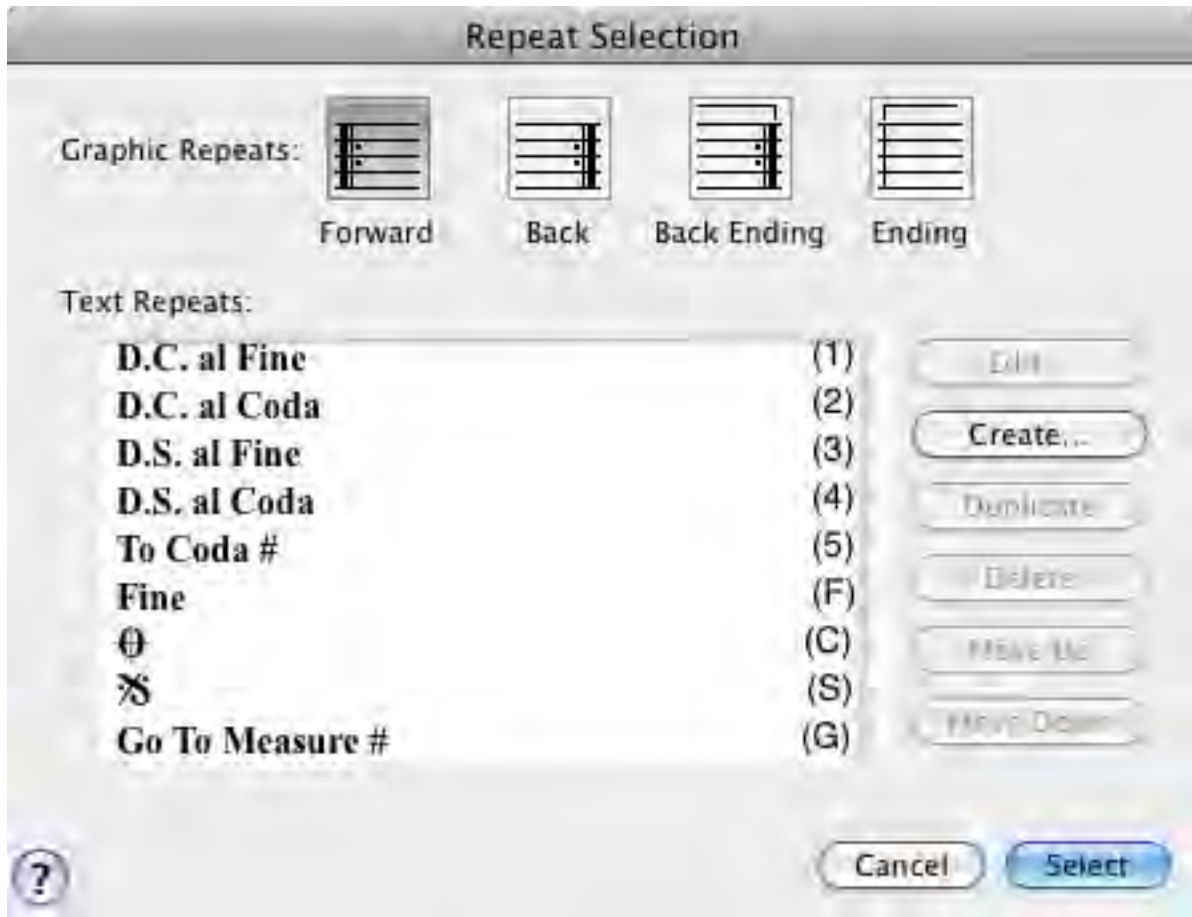 Repeat Selection
Graphic Repeats:
Forward Back Back Ending Ending
Text Repeats:
D.C. al Fine (1)
D.C. al Coda (2)
D.S. al Fine (3)
D.S. al Coda (4)
To Coda # (5)
Fine (F)
(C)
(S)
Go To Measure # (G)
Edit...
Create...
Duplicate
Delete
Move Up
Move Down
?
Cancel Select